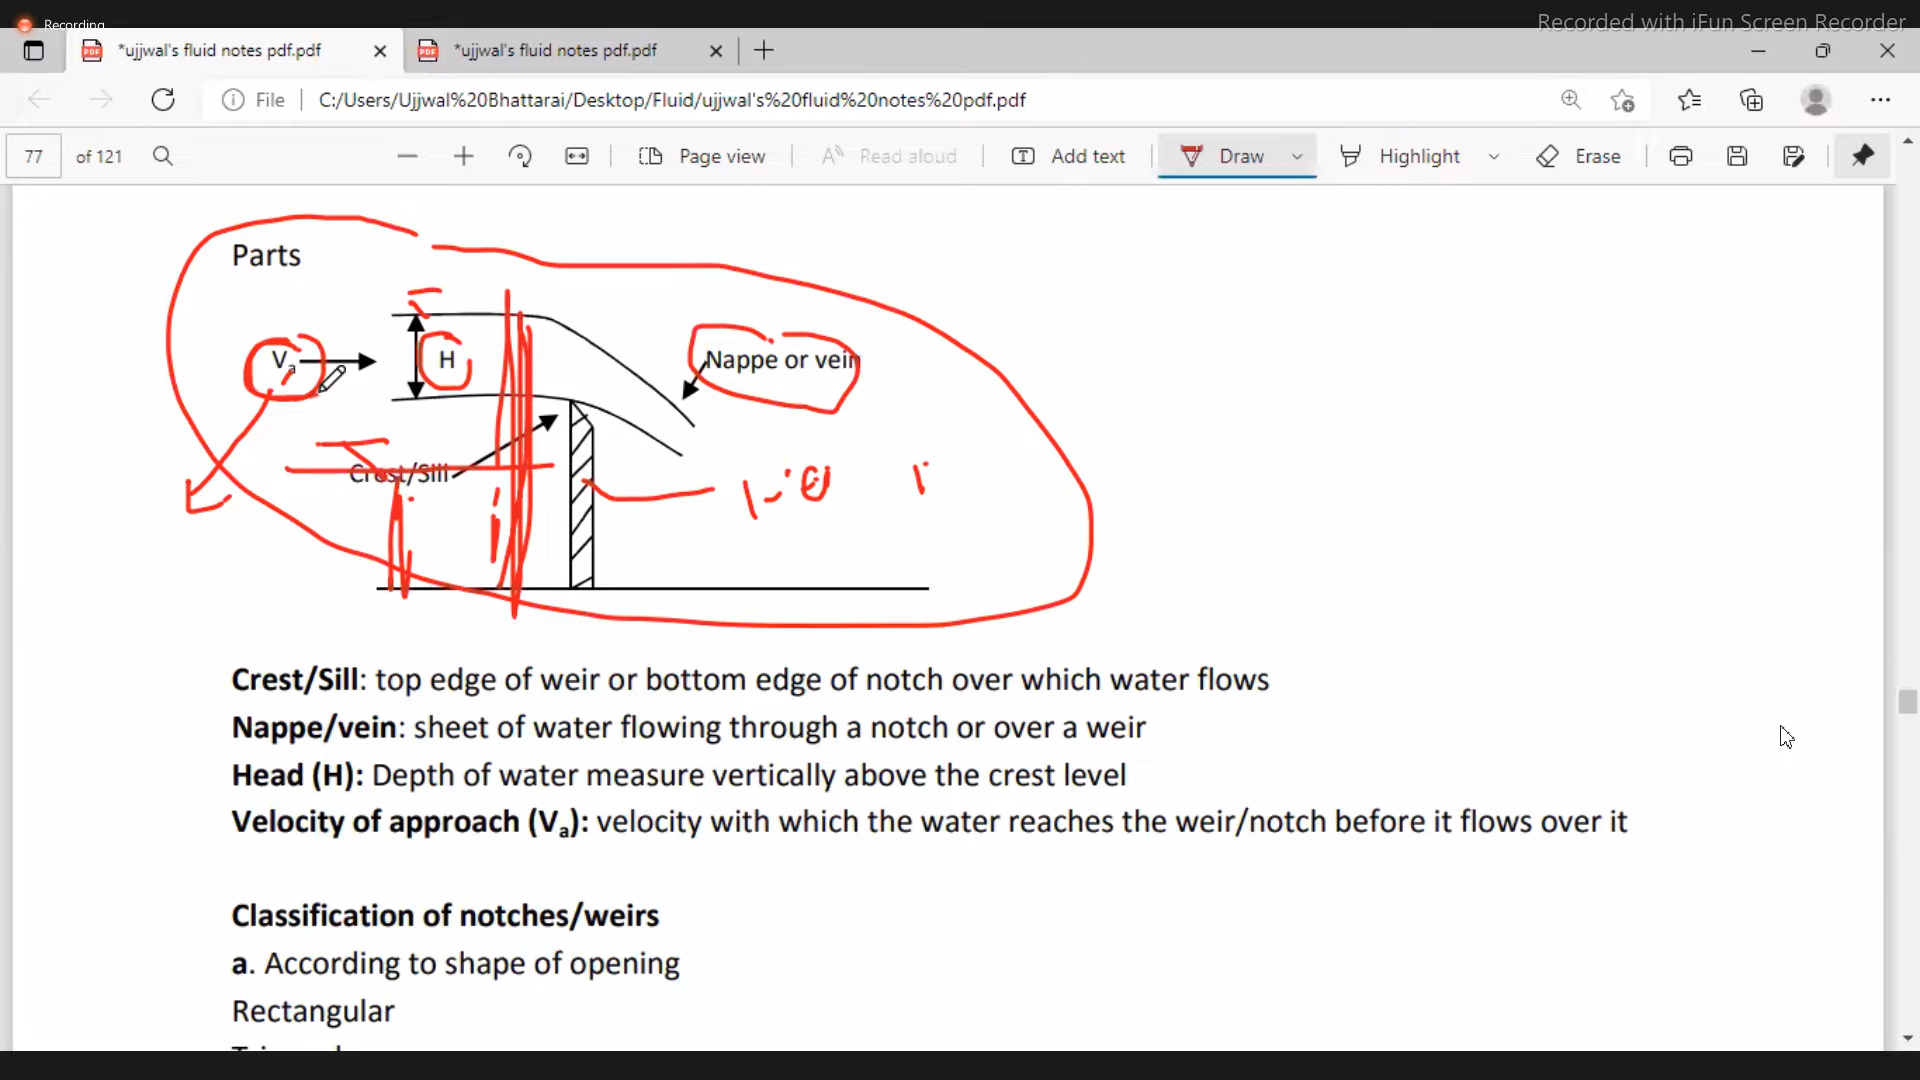 Recording
Recorded with iFun Screen Recorder
*ujjwal's fluid notes pdf.pdf
*ujjwal's fluid notes pdf.pdf
File
C:/Users/Ujjwal%20Bhattarai/Desktop/Fluid/ujjwal's%20fluid%20notes%20pdf.pdf
77 of 121
Page view
Read aloud
Add text
Draw
Highlight
Erase
Parts
Va
H
Nappe or vein
Crest/Sill
Crest/Sill: top edge of weir or bottom edge of notch over which water flows
Nappe/vein: sheet of water flowing through a notch or over a weir
Head (H): Depth of water measure vertically above the crest level
Velocity of approach (Va): velocity with which the water reaches the weir/notch before it flows over it
Classification of notches/weirs
a. According to shape of opening
Rectangular